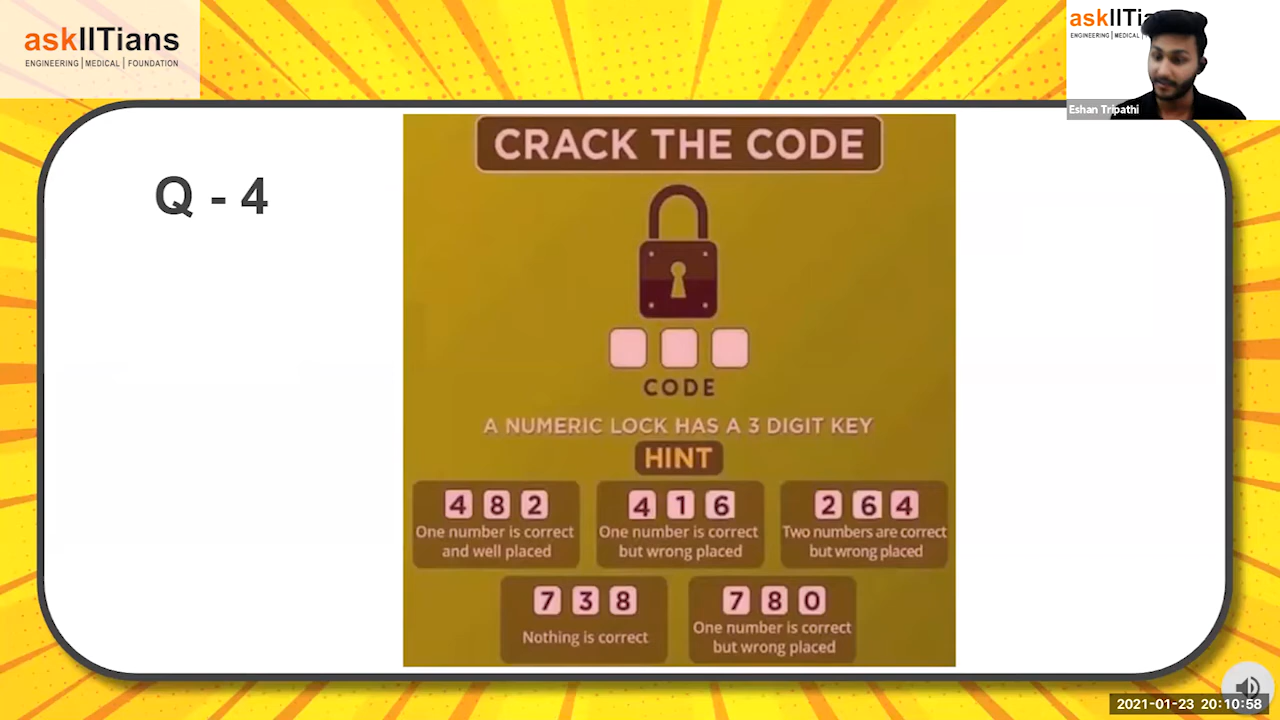 askIITians
ENGINEERING | MEDICAL | FOUNDATION
askIITi
ENGINEERING | MEDICAL
Eshan Tripathi
Q - 4
CRACK THE CODE
CODE
A NUMERIC LOCK HAS A 3 DIGIT KEY
HINT
4 8 2
One number is correct
and well placed
4 1 6
One number is correct
but wrong placed
2 6 4
Two numbers are correct
but wrong placed
7 3 8
Nothing is correct
7 8 0
One number is correct
but wrong placed
2021-01-23 20:10:58